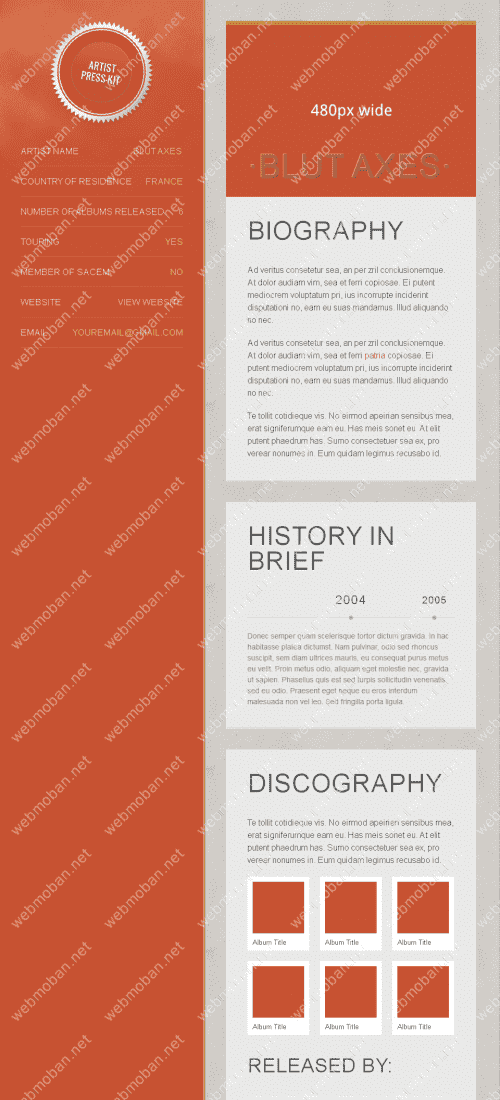 ARTIST
PRESS-KIT
ARTIST NAME BLUT AXES
COUNTRY OF RESIDENCE FRANCE
NUMBER OF ALBUMS RELEASED 6
TOURING YES
MEMBER OF SACEM NO
WEBSITE VIEW WEBSITE
EMAIL YOUREMAIL@GMAIL.COM
480px wide
· BLUT AXES ·
BIOGRAPHY
Ad veritus consetetur sea, an per zril conclusionemque.
At dolor audiam vim, sea et ferri copiosae. Ei putent
mediocrem voluptatum pri, ius incorrupte inciderint
disputationi no, eam eu suas mandamus. Illud aliquando
no nec.
Ad veritus consetetur sea, an per zril conclusionemque.
At dolor audiam vim, sea et ferri patria copiosae. Ei
putent mediocrem voluptatum pri, ius incorrupte inciderint
disputationi no, eam eu suas mandamus. Illud aliquando
no nec.
Te tollit cotidieque vis. No eirmod apeirian sensibus mea,
erat signiferumque eam eu. Has meis sonet eu. At elit
putent phaedrum has. Sumo consectetuer sea ex, pro
verear nonumes in. Eum quidam legimus recusabo id.
HISTORY IN
BRIEF
2004 2005
Donec semper quam scelerisque tortor dictum gravida. In hac
habitasse platea dictumst. Nam pulvinar, odio sed rhoncus
suscipit, sem diam ultrices mauris, eu consequat purus metus
eu velit. Proin metus odio, aliquam eget molestie nec, gravida
ut sapien. Phasellus quis est sed turpis sollicitudin venenatis
sed eu odio. Praesent eget neque eu eros interdum
malesuada non vel leo. Sed fringilla porta ligula.
DISCOGRAPHY
Te tollit cotidieque vis. No eirmod apeirian sensibus mea,
erat signiferumque eam eu. Has meis sonet eu. At elit
putent phaedrum has. Sumo consectetuer sea ex, pro
verear nonumes in. Eum quidam legimus recusabo id.
Album Title Album Title Album Title
Album Title Album Title Album Title
RELEASED BY:
webmoban.net